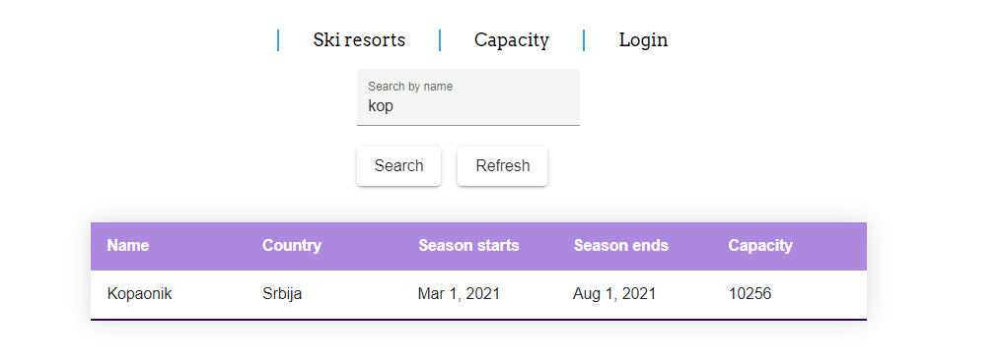 Ski resorts Capacity Login
Search by name
kop
Search Refresh
Name Country Season starts Season ends Capacity
Kopaonik Srbija Mar 1, 2021 Aug 1, 2021 10256